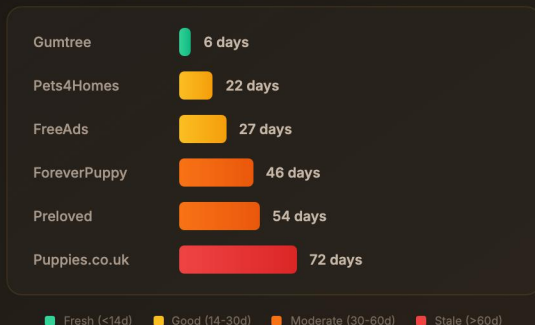 Gumtree 6 days
Pets4Homes 22 days
FreeAds 27 days
ForeverPuppy 46 days
Preloved 54 days
Puppies.co.uk 72 days
Fresh (<14d) Good (14-30d) Moderate (30-60d) Stale (>60d)